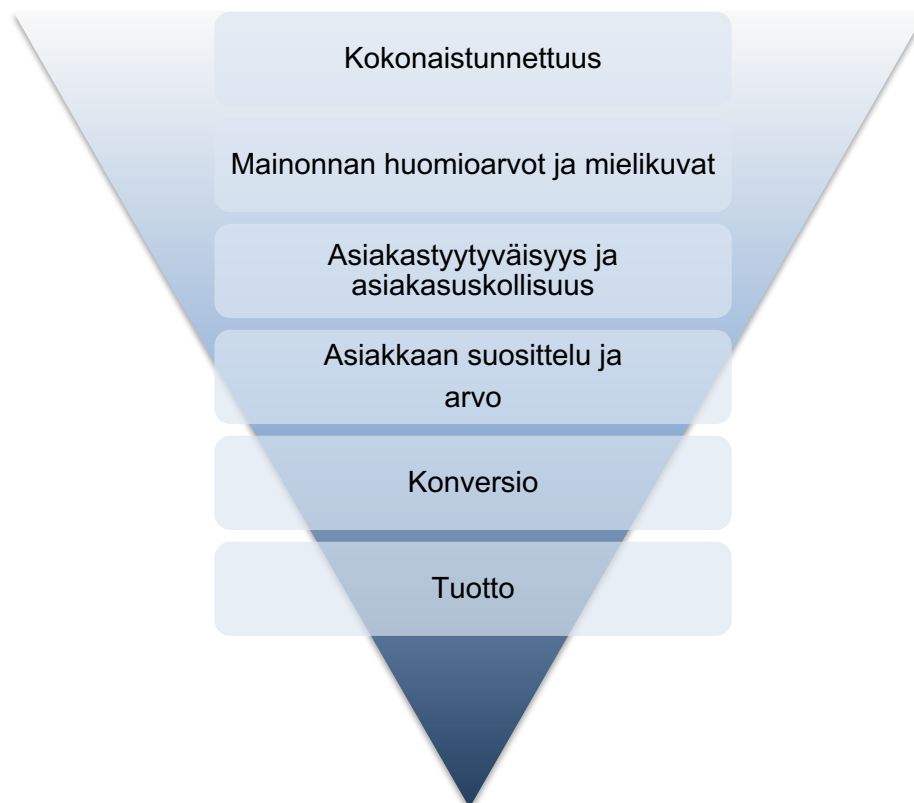 Kokonaistunnettuus
Mainonnan huomioarvot ja mielikuvat
Asiakastyytyväisyys ja
asiakasuskollisuus
Asiakkaan suosittelu ja
arvo
Konversio
Tuotto